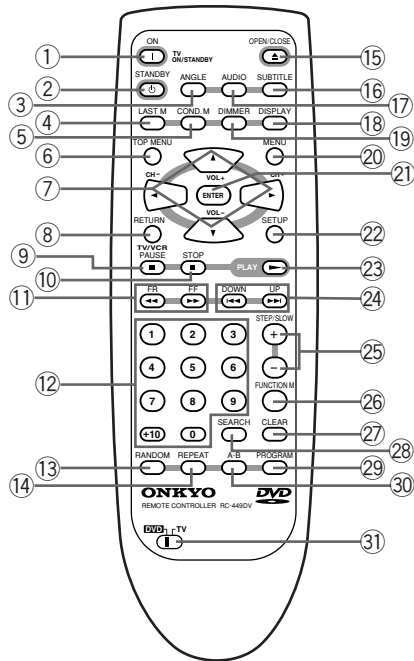 ON
OPEN/CLOSE
1
TV
ON/STANDBY
15
STANDBY
2
ANGLE AUDIO SUBTITLE
16
3
17
LAST M COND. M DIMMER DISPLAY
4
18
5
19
TOP MENU
MENU
6
20
CH– VOL+ CH+
7
21
ENTER
VOL–
RETURN
SETUP
8
22
TV/VCR
PAUSE STOP
9
PLAY
23
10
FR FF DOWN UP
11
24
STEP/SLOW
1 2 3
+
25
4 5 6
–
12
FUNCTION M
7 8 9
26
SEARCH CLEAR
+10 0
27
28
RANDOM REPEAT A-B PROGRAM
13
29
14
30
ONKYO DVD
REMOTE CONTROLLER RC-449DV
DVD TV
31